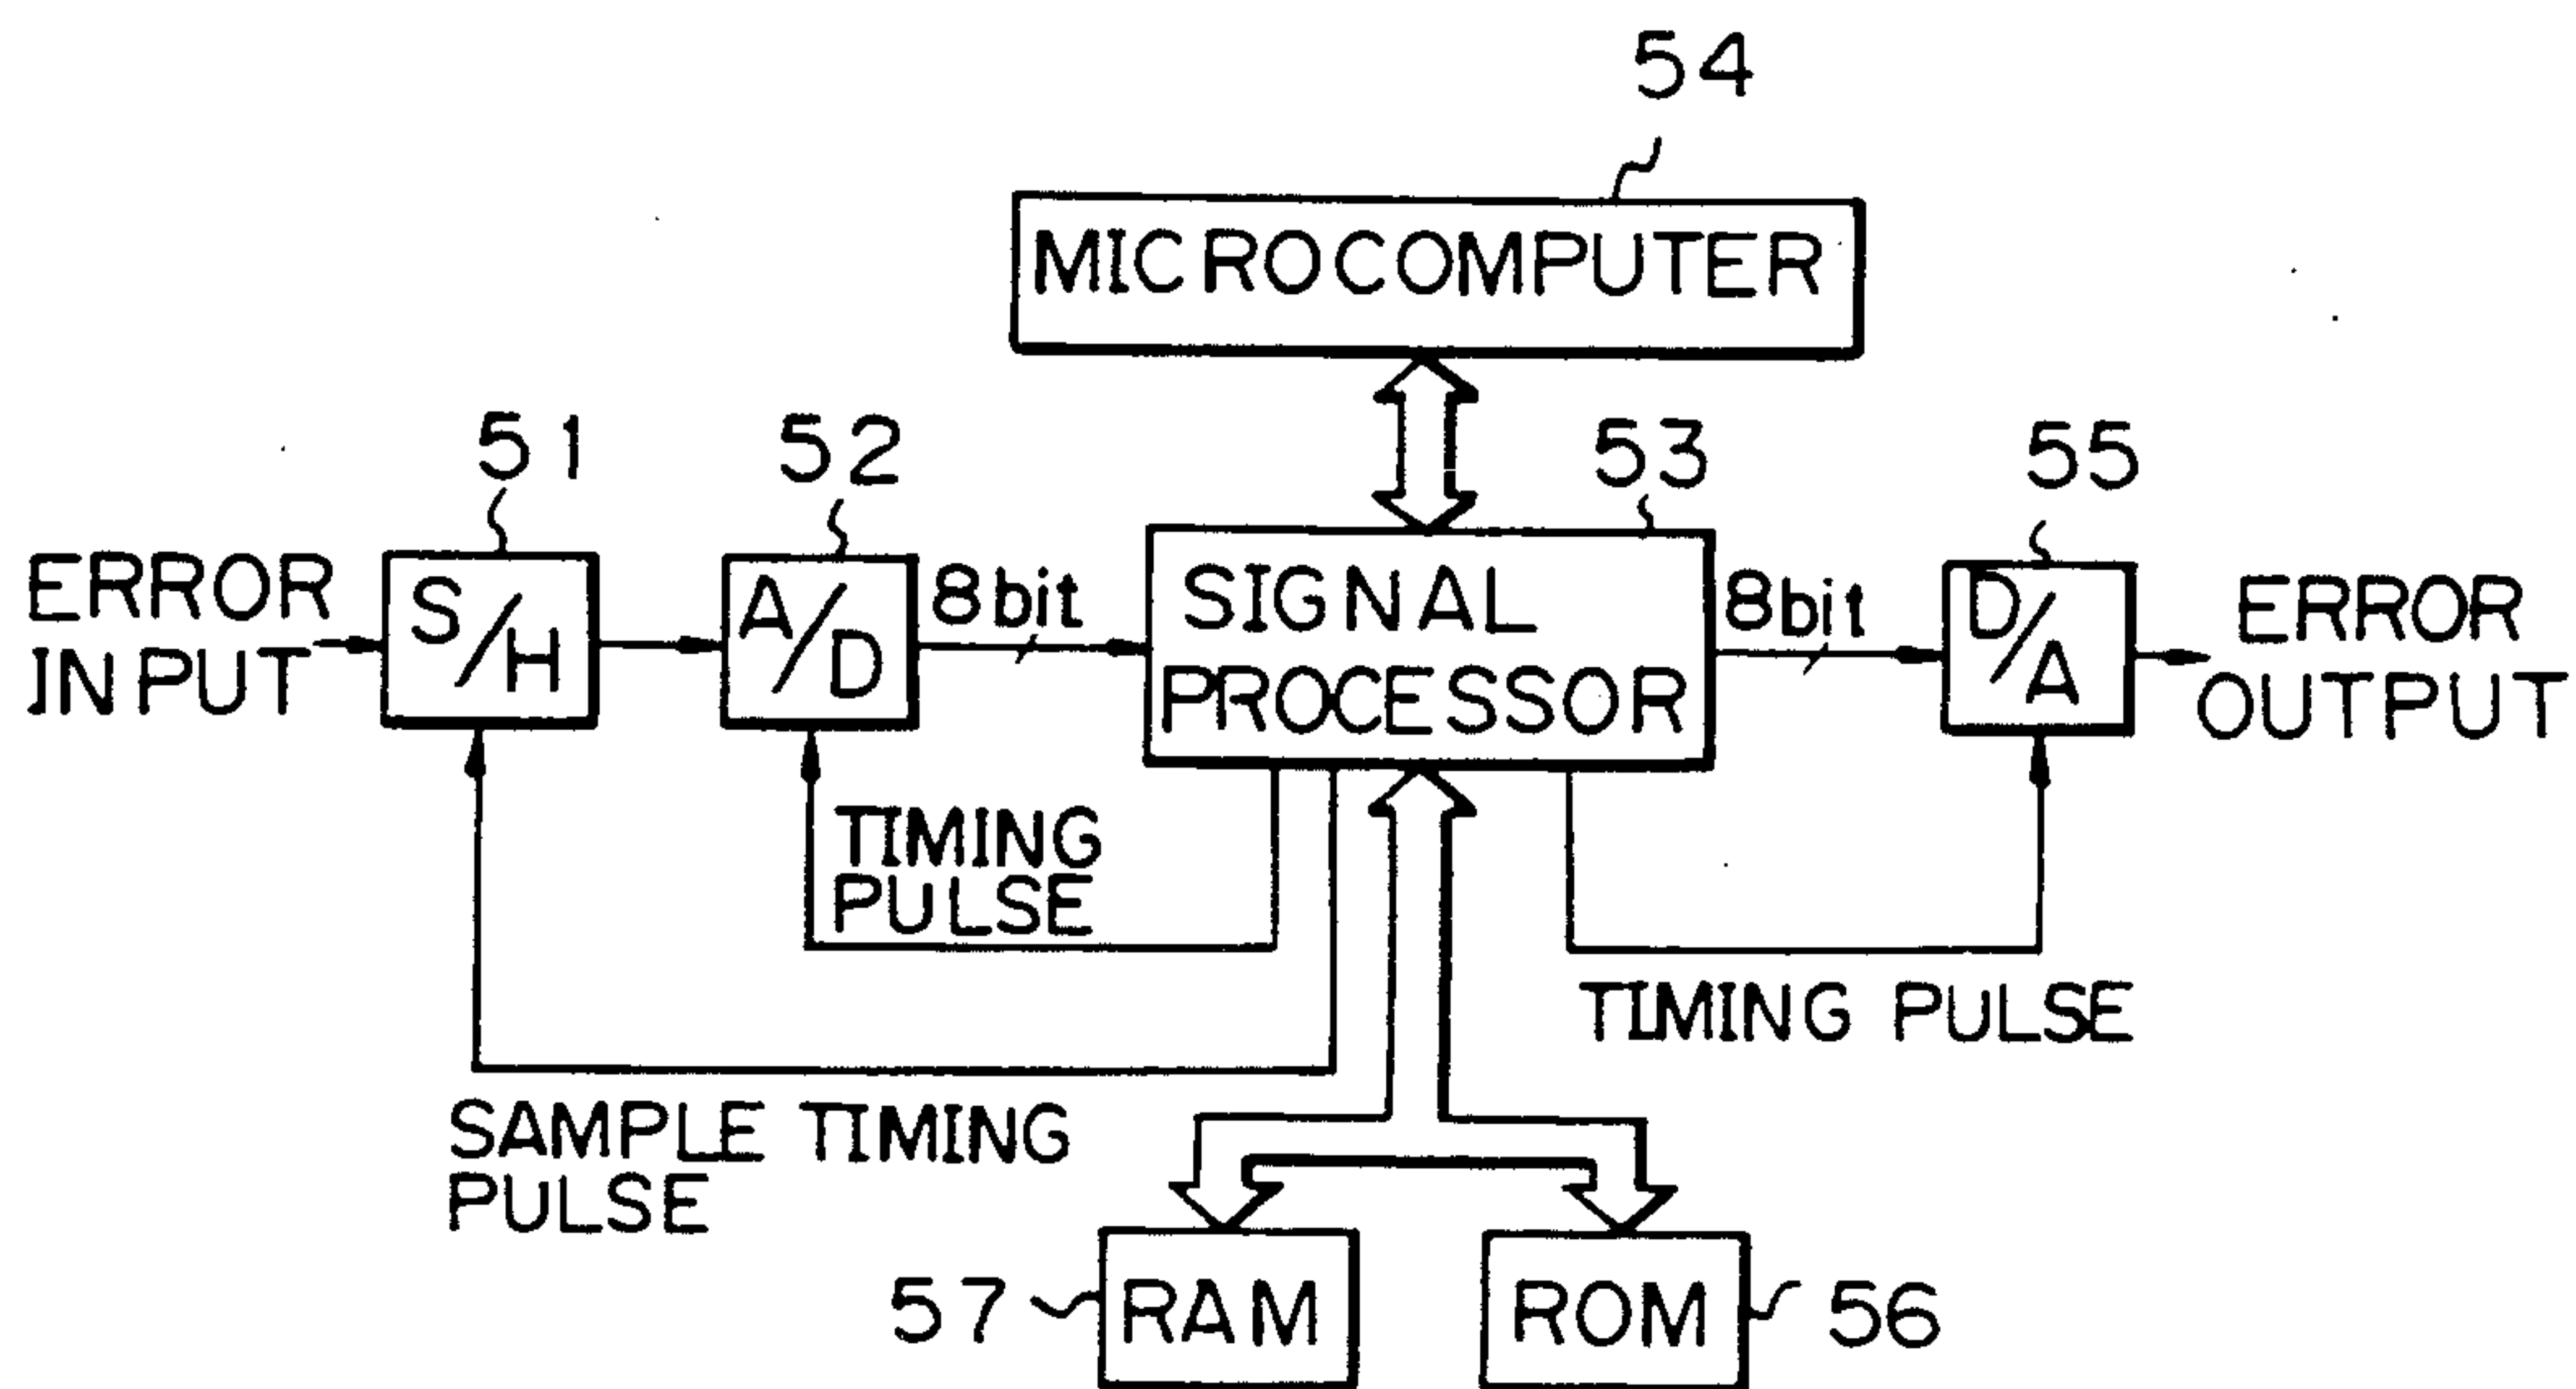 54
MICROCOMPUTER
51
52
53
55
ERROR
INPUT
S/H
A/D
8bit
SIGNAL
PROCESSOR
8bit
D/A
ERROR
OUTPUT
TIMING
PULSE
TIMING PULSE
SAMPLE TIMING
PULSE
57
RAM
ROM
56